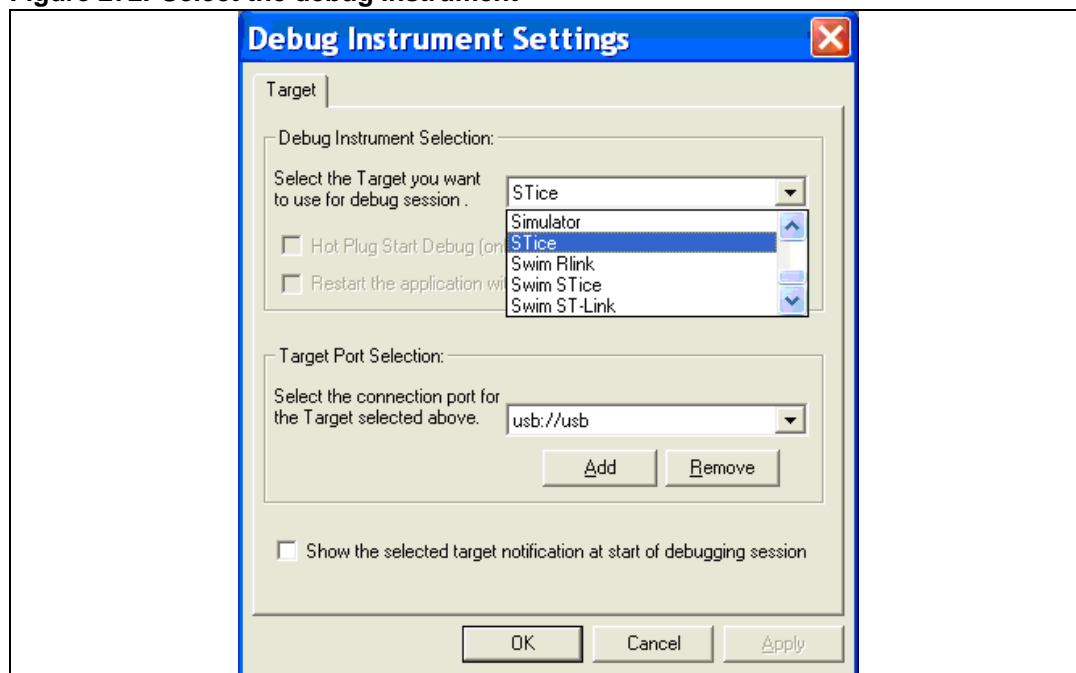 Debug Instrument Settings
Target
Debug Instrument Selection:
Select the Target you want
to use for debug session .
STice
Simulator
STice
Swim Rlink
Swim STice
Swim ST-Link
Hot Plug Start Debug (on
Restart the application wi
Target Port Selection:
Select the connection port for
the Target selected above.
usb://usb
Add
Remove
Show the selected target notification at start of debugging session
OK
Cancel
Apply